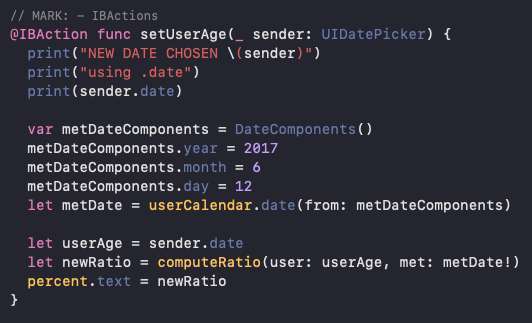 // MARK: – IBActions
@IBAction func setUserAge(_ sender: UIDatePicker) {
  print("NEW DATE CHOSEN \(sender)")
  print("using .date")
  print(sender.date)

  var metDateComponents = DateComponents()
  metDateComponents.year = 2017
  metDateComponents.month = 6
  metDateComponents.day = 12
  let metDate = userCalendar.date(from: metDateComponents)

  let userAge = sender.date
  let newRatio = computeRatio(user: userAge, met: metDate!)
  percent.text = newRatio
}